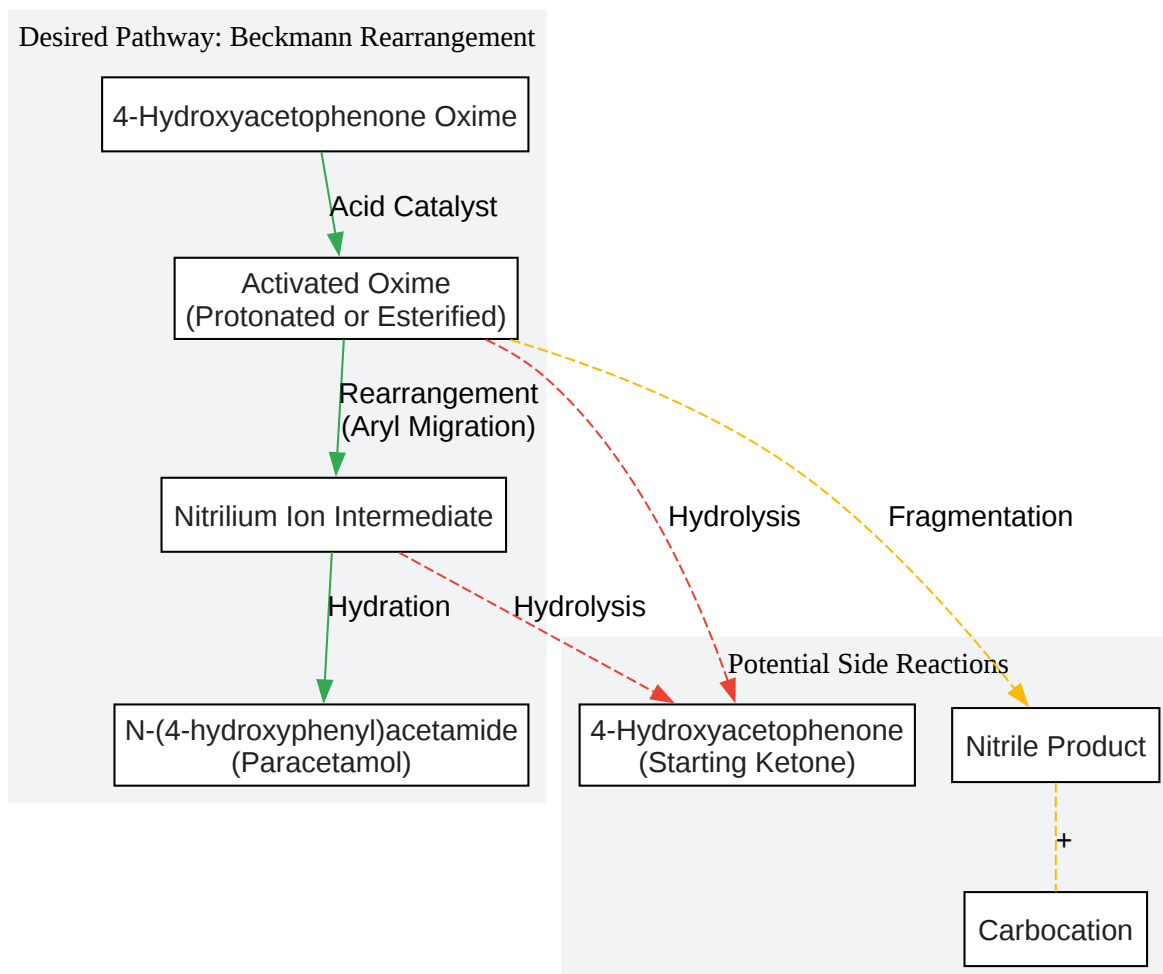 Desired Pathway: Beckmann Rearrangement
4-Hydroxyacetophenone Oxime
Acid Catalyst
Activated Oxime
(Protonated or Esterified)
Rearrangement
(Aryl Migration)
Nitrilium Ion Intermediate
Hydrolysis
Fragmentation
Hydration
Hydrolysis
Potential Side Reactions
N-(4-hydroxyphenyl)acetamide
(Paracetamol)
4-Hydroxyacetophenone
(Starting Ketone)
Nitrile Product
+
Carbocation